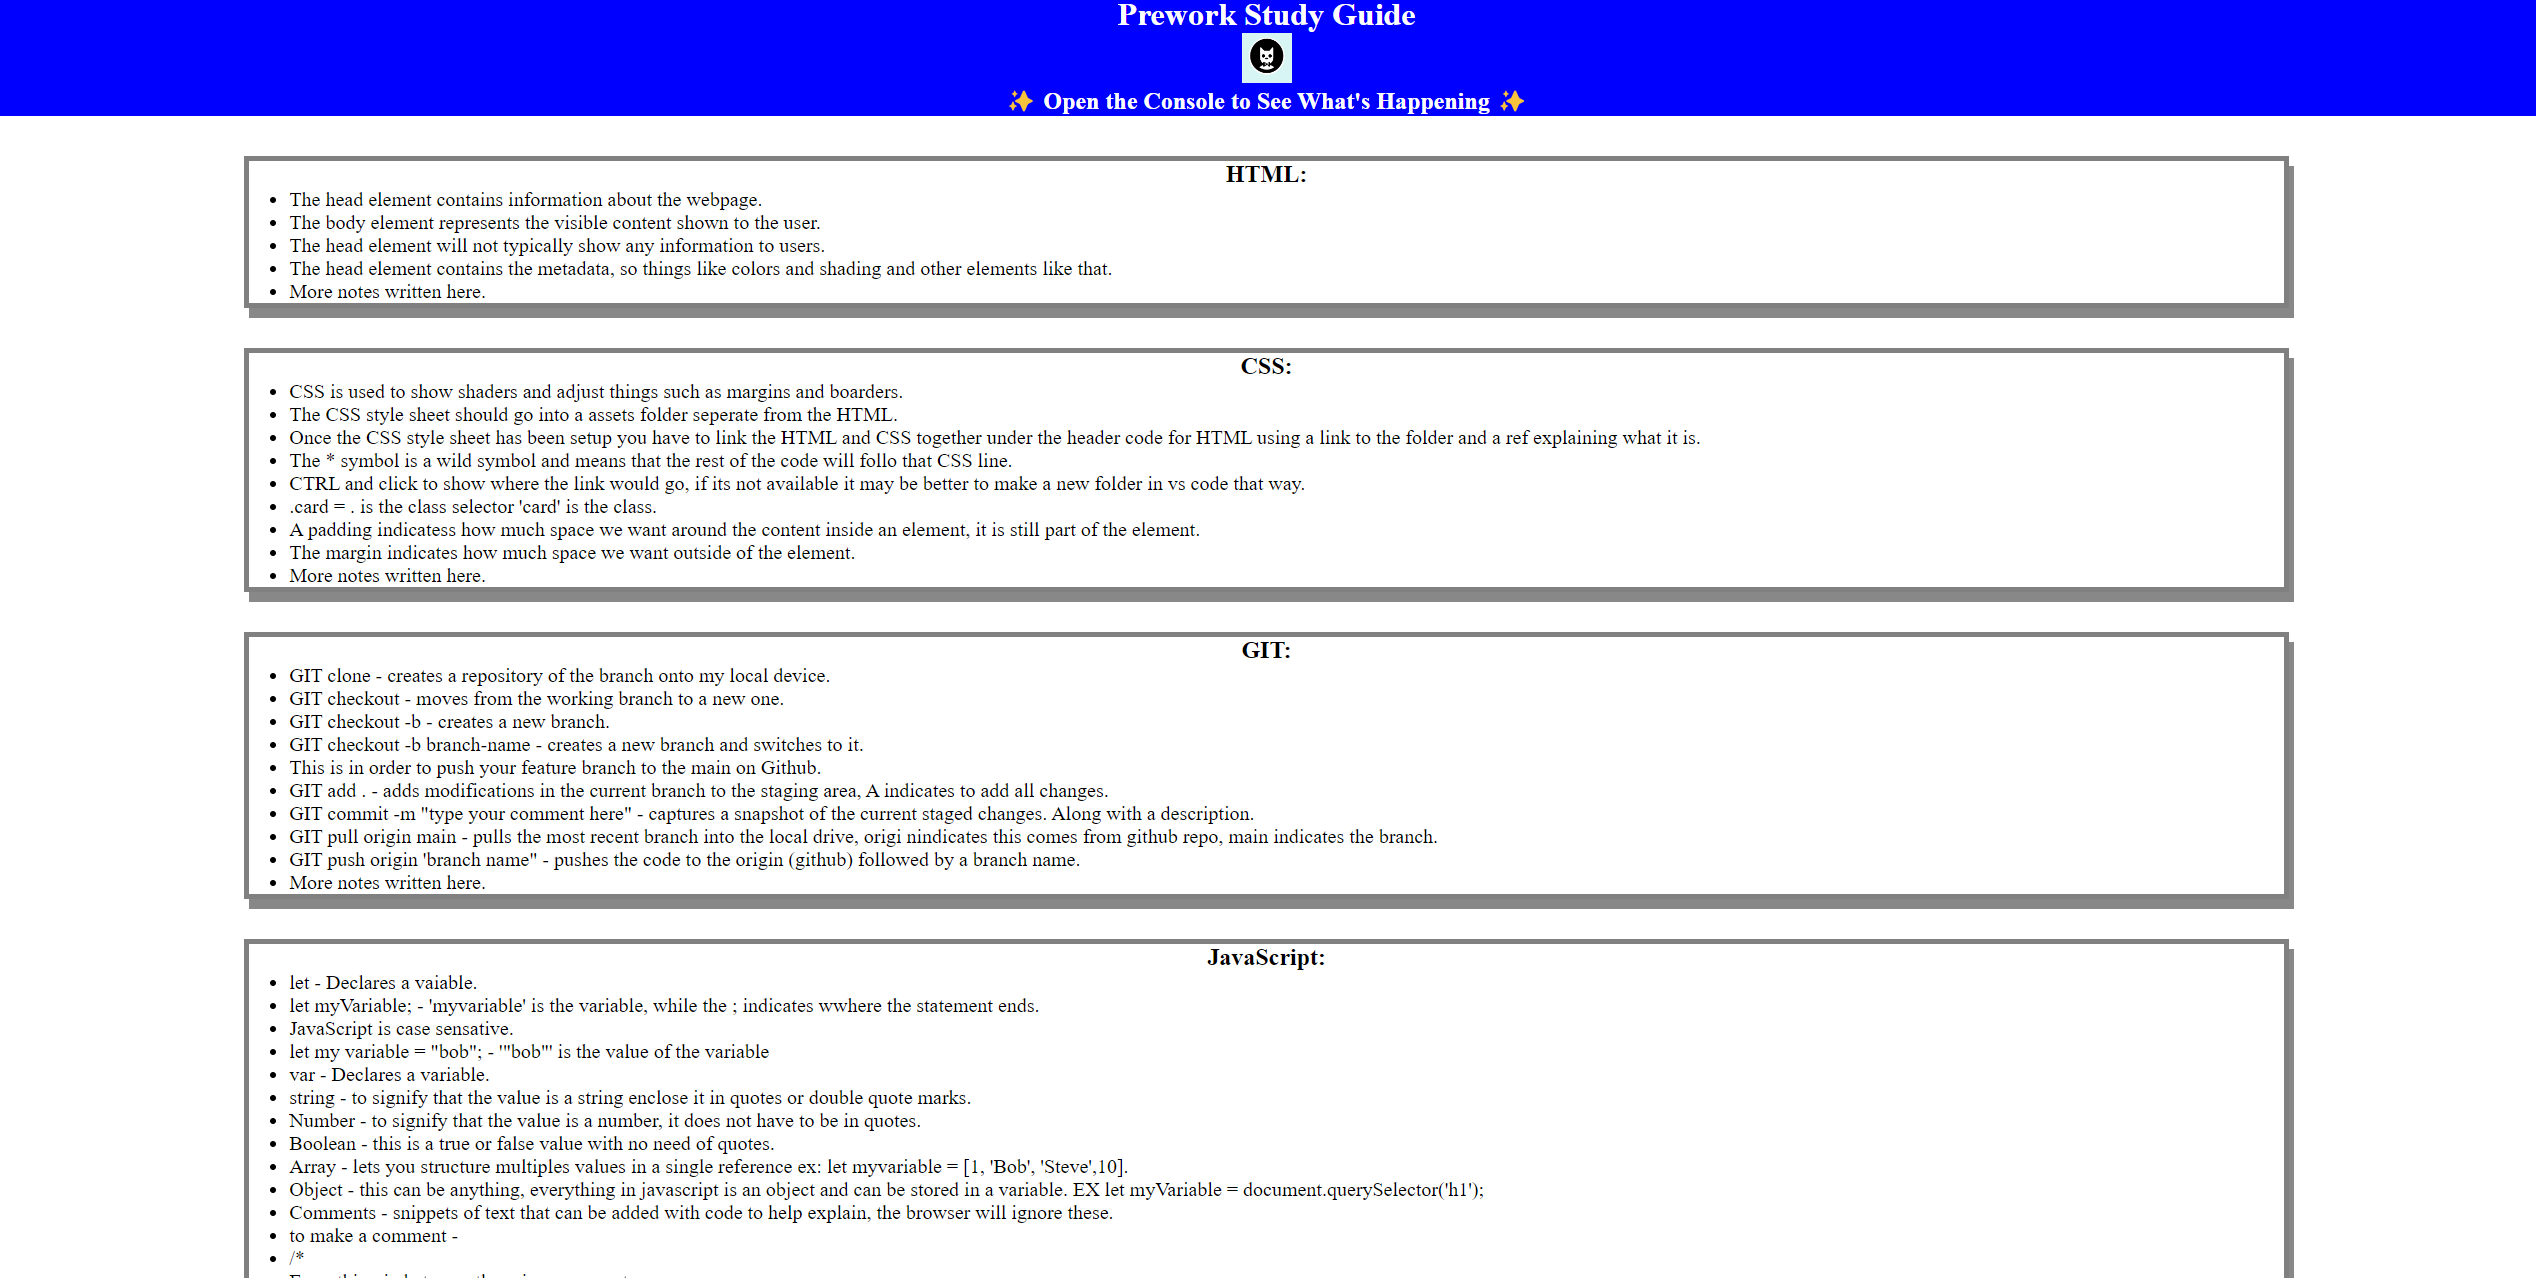 Prework Study Guide
✨ Open the Console to See What's Happening ✨
HTML:
The head element contains information about the webpage.
The body element represents the visible content shown to the user.
The head element will not typically show any information to users.
The head element contains the metadata, so things like colors and shading and other elements like that.
More notes written here.
CSS:
CSS is used to show shaders and adjust things such as margins and boarders.
The CSS style sheet should go into a assets folder seperate from the HTML.
Once the CSS style sheet has been setup you have to link the HTML and CSS together under the header code for HTML using a link to the folder and a ref explaining what it is.
The * symbol is a wild symbol and means that the rest of the code will follo that CSS line.
CTRL and click to show where the link would go, if its not available it may be better to make a new folder in vs code that way.
.card = . is the class selector 'card' is the class.
A padding indicatess how much space we want around the content inside an element, it is still part of the element.
The margin indicates how much space we want outside of the element.
More notes written here.
GIT:
GIT clone - creates a repository of the branch onto my local device.
GIT checkout - moves from the working branch to a new one.
GIT checkout -b - creates a new branch.
GIT checkout -b branch-name - creates a new branch and switches to it.
This is in order to push your feature branch to the main on Github.
GIT add . - adds modifications in the current branch to the staging area, A indicates to add all changes.
GIT commit -m "type your comment here" - captures a snapshot of the current staged changes. Along with a description.
GIT pull origin main - pulls the most recent branch into the local drive, origi nindicates this comes from github repo, main indicates the branch.
GIT push origin 'branch name" - pushes the code to the origin (github) followed by a branch name.
More notes written here.
JavaScript:
let - Declares a vaiable.
let myVariable; - 'myvariable' is the variable, while the ; indicates wwhere the statement ends.
JavaScript is case sensative.
let my variable = "bob"; - '"bob"' is the value of the variable
var - Declares a variable.
string - to signify that the value is a string enclose it in quotes or double quote marks.
Number - to signify that the value is a number, it does not have to be in quotes.
Boolean - this is a true or false value with no need of quotes.
Array - lets you structure multiples values in a single reference ex: let myvariable = [1, 'Bob', 'Steve',10].
Object - this can be anything, everything in javascript is an object and can be stored in a variable. EX let myVariable = document.querySelector('h1');
Comments - snippets of text that can be added with code to help explain, the browser will ignore these.
to make a comment -
/*